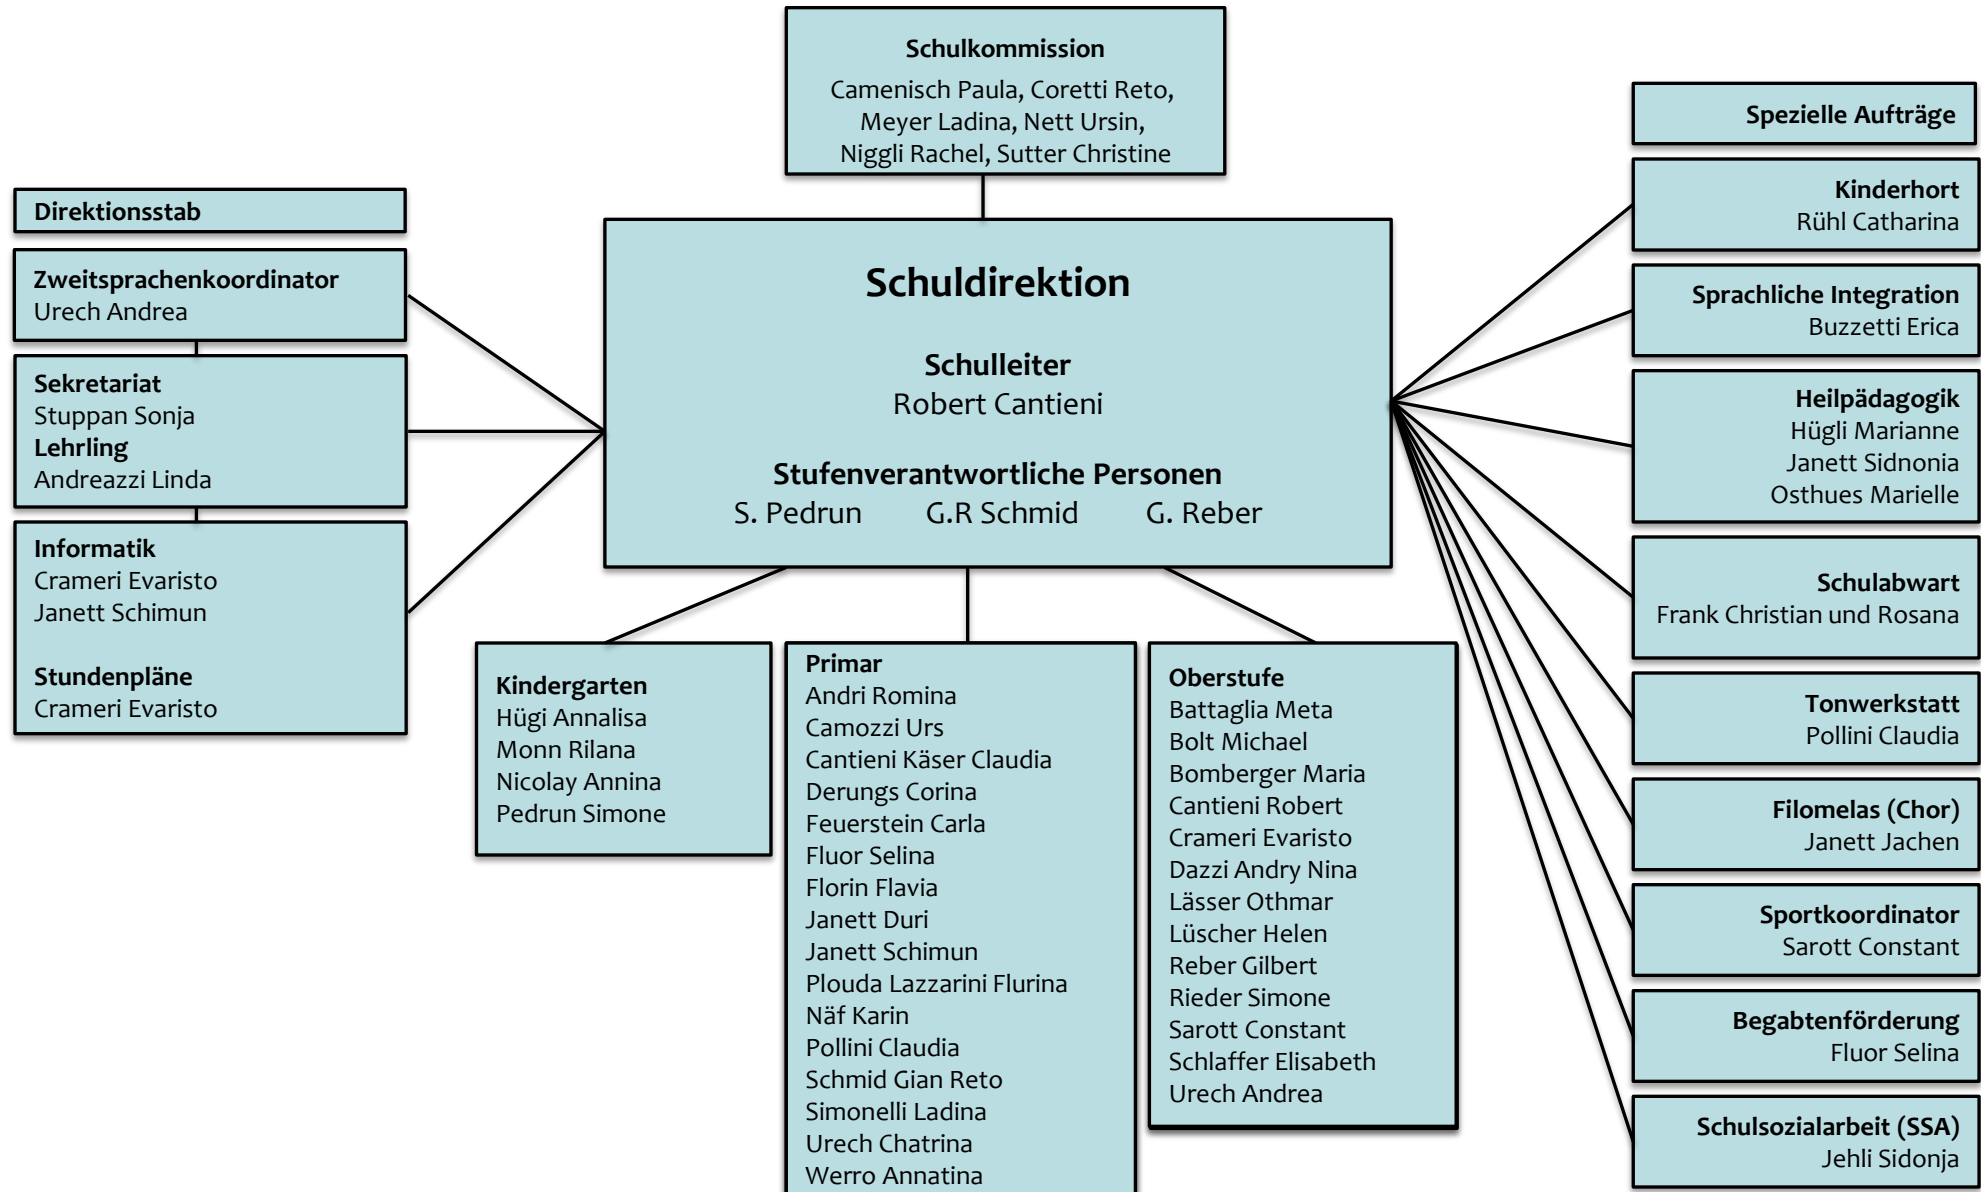 Schulkommission
Camenisch Paula, Coretti Reto,
Meyer Ladina, Nett Ursin,
Niggli Rachel, Sutter Christine
Direktionsstab
Zweitsprachenkoordinator
Urech Andrea
Sekretariat
Stuppan Sonja
Lehrling
Andreazzi Linda
Informatik
Crameri Evaristo
Janett Schimun
Stundenpläne
Crameri Evaristo
Schuldirektion
Schulleiter
Robert Cantieni
Stufenverantwortliche Personen
S. Pedrun G.R Schmid G. Reber
Kindergarten
Hügi Annalisa
Monn Rilana
Nicolay Annina
Pedrun Simone
Primar
Andri Romina
Camozzi Urs
Cantieni Käser Claudia
Derungs Corina
Feuerstein Carla
Fluor Selina
Florin Flavia
Janett Duri
Janett Schimun
Plouda Lazzarini Flurina
Näf Karin
Pollini Claudia
Schmid Gian Reto
Simonelli Ladina
Urech Chatrina
Werro Annatina
Oberstufe
Battaglia Meta
Bolt Michael
Bomberger Maria
Cantieni Robert
Crameri Evaristo
Dazzi Andry Nina
Lässer Othmar
Lüscher Helen
Reber Gilbert
Rieder Simone
Sarott Constant
Schlaffer Elisabeth
Urech Andrea
Spezielle Aufträge
Kinderhort
Rühl Catharina
Sprachliche Integration
Buzzetti Erica
Heilpädagogik
Hügli Marianne
Janett Sidnonia
Osthues Marielle
Schulabwart
Frank Christian und Rosana
Tonwerkstatt
Pollini Claudia
Filomelas (Chor)
Janett Jachen
Sportkoordinator
Sarott Constant
Begabtenförderung
Fluor Selina
Schulsozialarbeit (SSA)
Jehli Sidonja